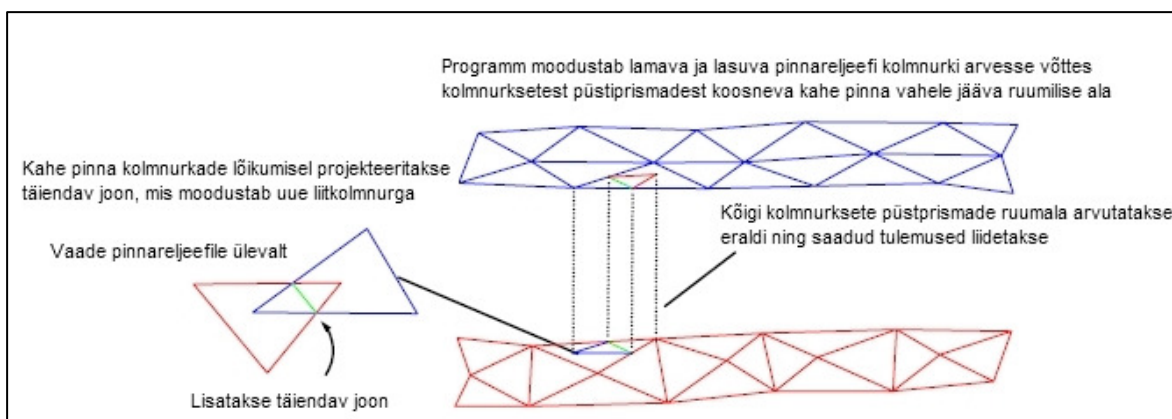 Programm moodustab lamava ja lasuva pinnareljeefi kolmnurki arvesse võttes
kolmnurksetest püstiprismadest koosneva kahe pinna vahele jääva ruumilise ala
Kahe pinna kolmnurkade lõikumisel projekteeritakse
täiendav joon, mis moodustab uue liitkolmnurga
Kõigi kolmnurksete püstprismade ruumala arvutatakse
eraldi ning saadud tulemused liidetakse
Vaade pinnareljeefile ülevalt
Lisatakse täiendav joon